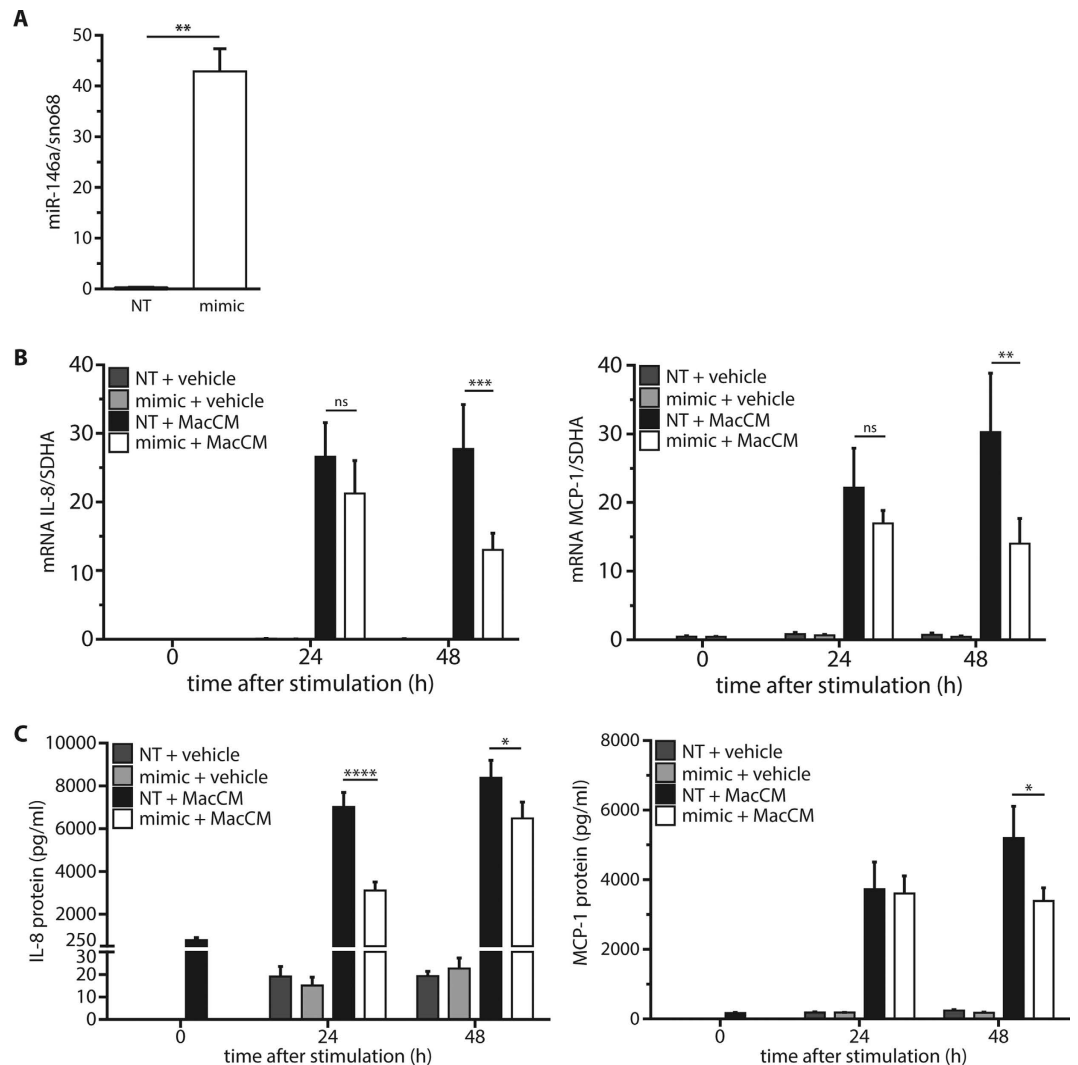 A
**
50
40
30
20
10
0
miR-146a/sno68
NT
mimic
B
40
30
20
10
0
mRNA IL-8/SDHA
NT + vehicle
mimic + vehicle
NT + MacCM
mimic + MacCM
ns
***
0
24
48
time after stimulation (h)
40
30
20
10
0
mRNA MCP-1/SDHA
NT + vehicle
mimic + vehicle
NT + MacCM
mimic + MacCM
ns
**
0
24
48
time after stimulation (h)
C
10000
8000
6000
4000
2000
250
30
20
10
0
IL-8 protein (pg/ml)
NT + vehicle
mimic + vehicle
NT + MacCM
mimic + MacCM
****
*
0
24
48
time after stimulation (h)
8000
6000
4000
2000
0
MCP-1 protein (pg/ml)
NT + vehicle
mimic + vehicle
NT + MacCM
mimic + MacCM
*
0
24
48
time after stimulation (h)